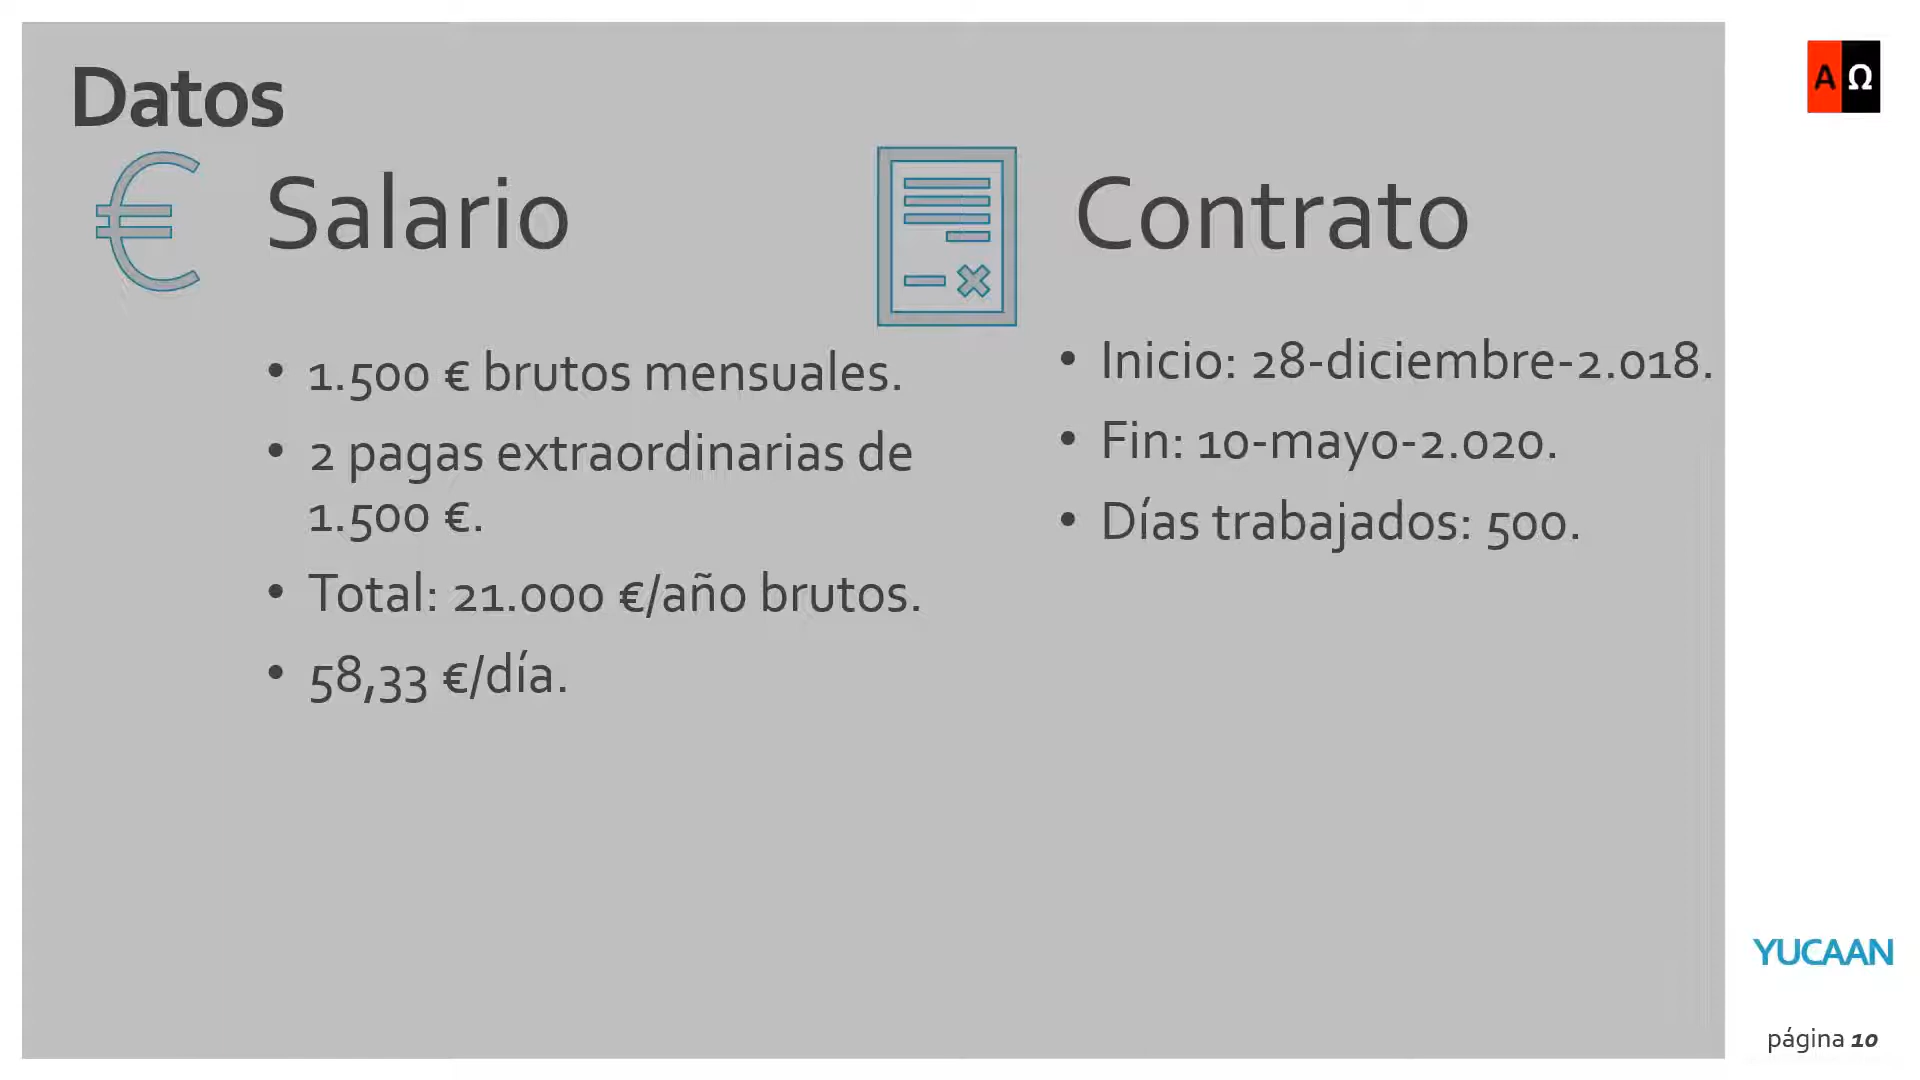 Datos
AΩ
Salario
1.500 € brutos mensuales.
2 pagas extraordinarias de
1.500 €.
Total: 21.000 €/año brutos.
58,33 €/día.
Contrato
Inicio: 28-diciembre-2.018.
Fin: 10-mayo-2.020.
Días trabajados: 500.
YUCAAN
página 10